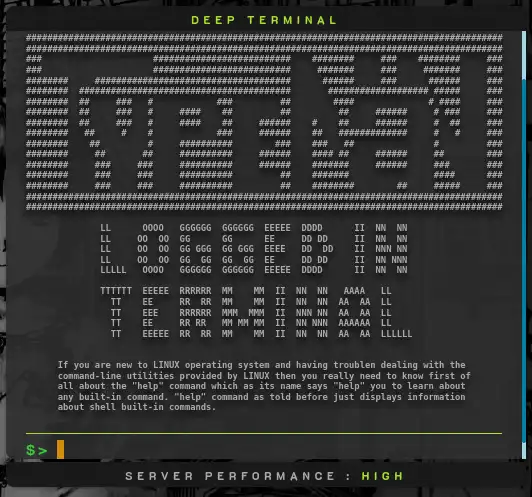 DEEP TERMINAL
LOGGED IN
TERMINAL
If you are new to LINUX operating system and having troublen dealing with the
command-line utilities provided by LINUX then you really need to know first of
all about the "help" command which as its name says "help" you to learn about
any built-in command. "help" command as told before just displays information
about shell built-in commands.
$>
SERVER PERFORMANCE : HIGH